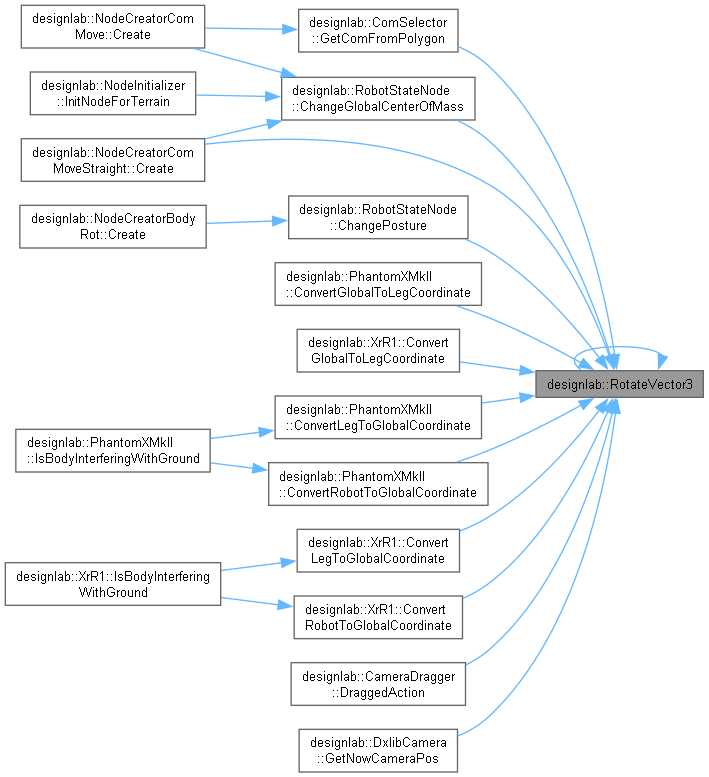 designlab::NodeCreatorCom
Move::Create
designlab::ComSelector
::GetComFromPolygon
designlab::NodeInitializer
::InitNodeForTerrain
designlab::RobotStateNode
::ChangeGlobalCenterOfMass
designlab::NodeCreatorCom
MoveStraight::Create
designlab::NodeCreatorBody
Rot::Create
designlab::RobotStateNode
::ChangePosture
designlab::PhantomXMkII
::ConvertGlobalToLegCoordinate
designlab::XrR1::Convert
GlobalToLegCoordinate
designlab::RotateVector3
designlab::PhantomXMkII
::ConvertLegToGlobalCoordinate
designlab::PhantomXMkII
::IsBodyInterferingWithGround
designlab::PhantomXMkII
::ConvertRobotToGlobalCoordinate
designlab::XrR1::Convert
LegToGlobalCoordinate
designlab::XrR1::IsBodyInterfering
WithGround
designlab::XrR1::Convert
RobotToGlobalCoordinate
designlab::CameraDragger
::DraggedAction
designlab::DxlibCamera
::GetNowCameraPos